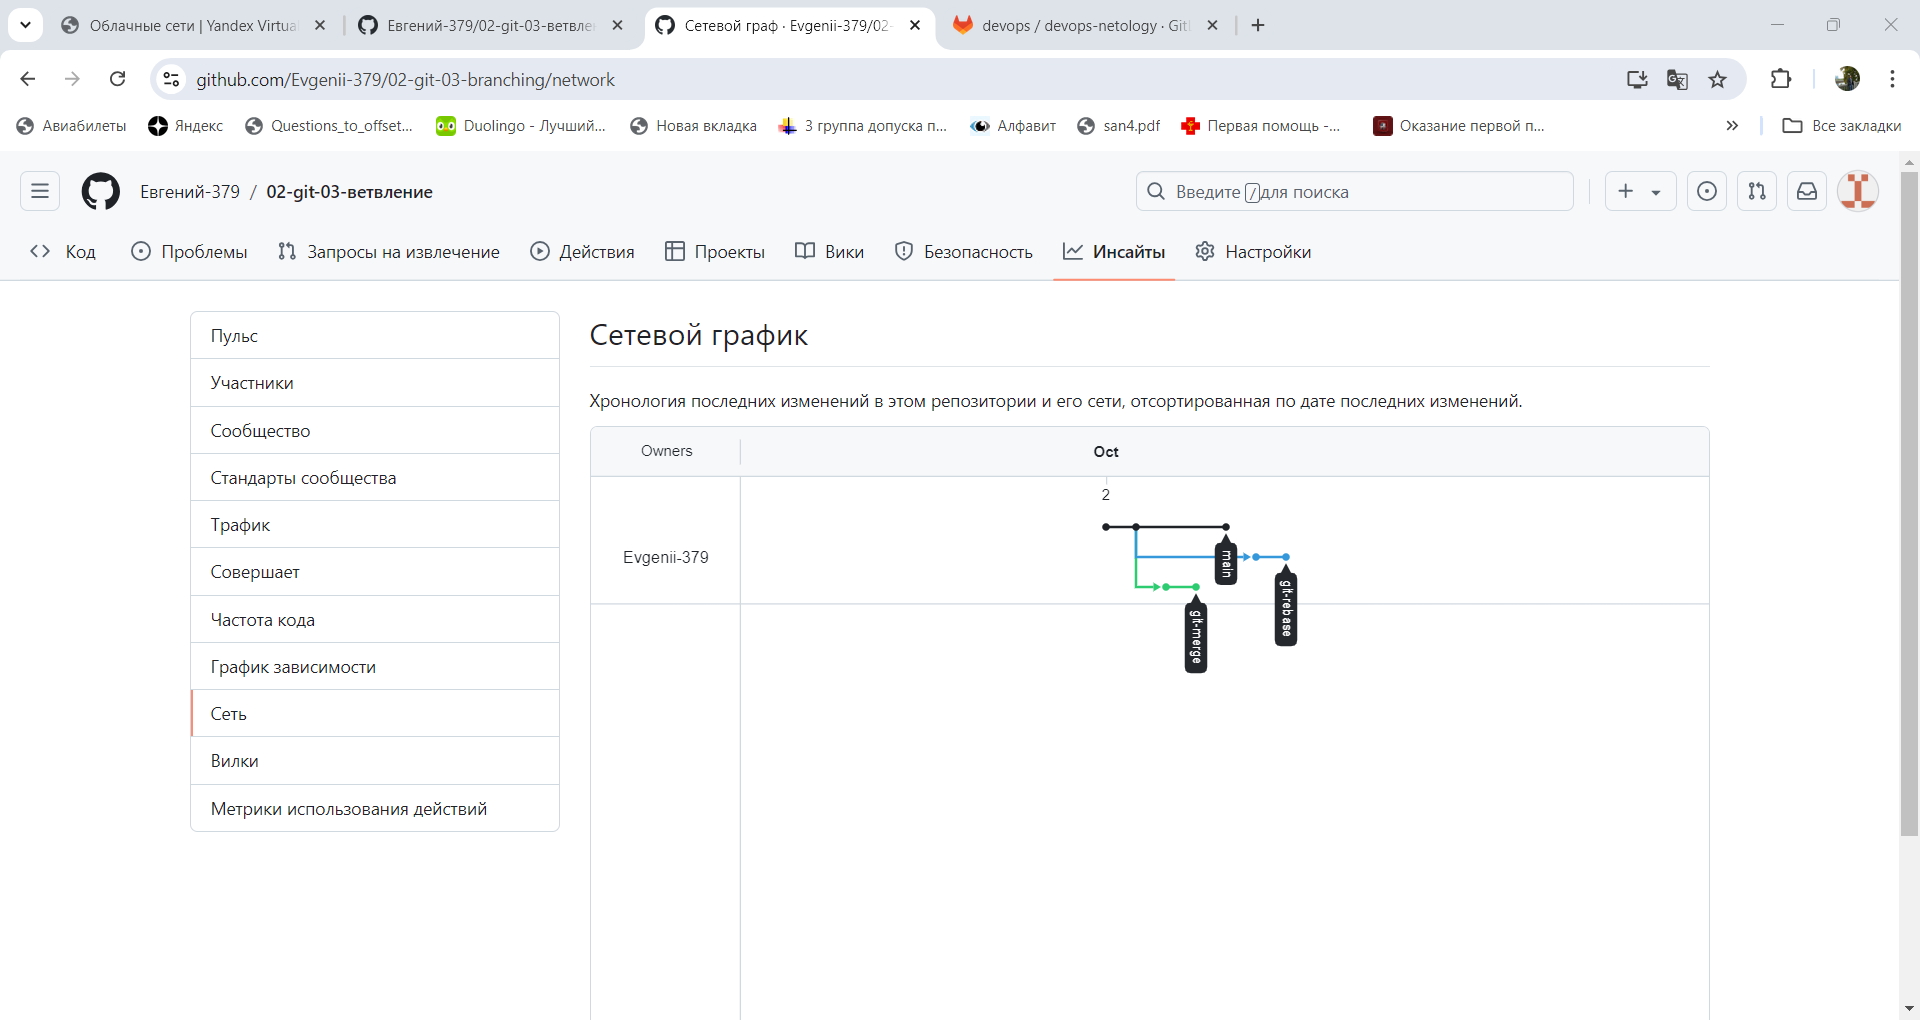 Облачные сети | Yandex Virtua
Евгений-379/02-git-03-ветвле
Сетевой граф · Evgenii-379/02-
devops / devops-netology · Git
github.com/Evgenii-379/02-git-03-branching/network
Авиабилеты
Яндекс
Questions_to_offset...
Duolingo - Лучший...
Новая вкладка
3 группа допуска п...
Алфавит
san4.pdf
Первая помощь -...
Оказание первой п...
Все закладки
Евгений-379 / 02-git-03-ветвление
Введите / для поиска
Код
Проблемы
Запросы на извлечение
Действия
Проекты
Вики
Безопасность
Инсайты
Настройки
Пульс
Участники
Сообщество
Стандарты сообщества
Трафик
Совершает
Частота кода
График зависимости
Сеть
Вилки
Метрики использования действий
Сетевой график
Хронология последних изменений в этом репозитории и его сети, отсортированная по дате последних изменений.
Owners
Oct
2
Evgenii-379
main
git-rebase
git-merge